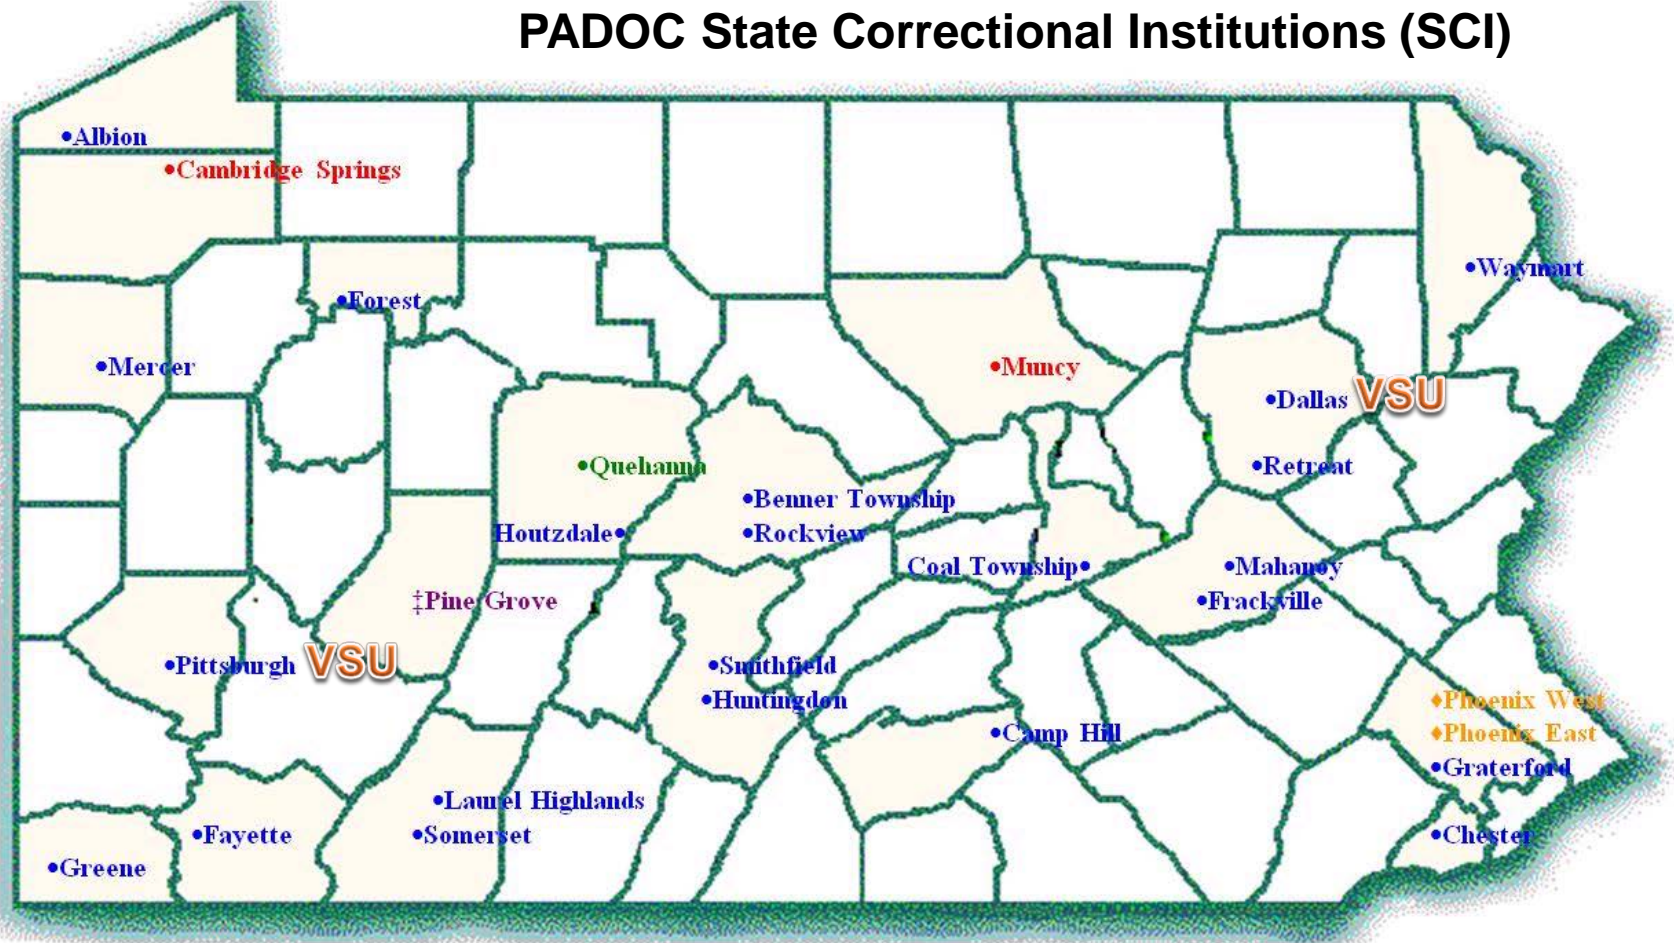 PADOC State Correctional Institutions (SCI)
•Albion
•Cambridge Springs
•Waymart
•Forest
•Mercer
•Muncy
•Dallas VSU
•Quehanna
•Retreat
•Benner Township
Houtzdale•
•Rockview
Coal Township•
•Mahanoy
‡Pine Grove
•Frackville
•Pittsburgh VSU
•Smithfield
•Huntingdon
♦Phoenix West
•Camp Hill
♦Phoenix East
•Graterford
•Laurel Highlands
•Fayette
•Somerset
•Chester
•Greene